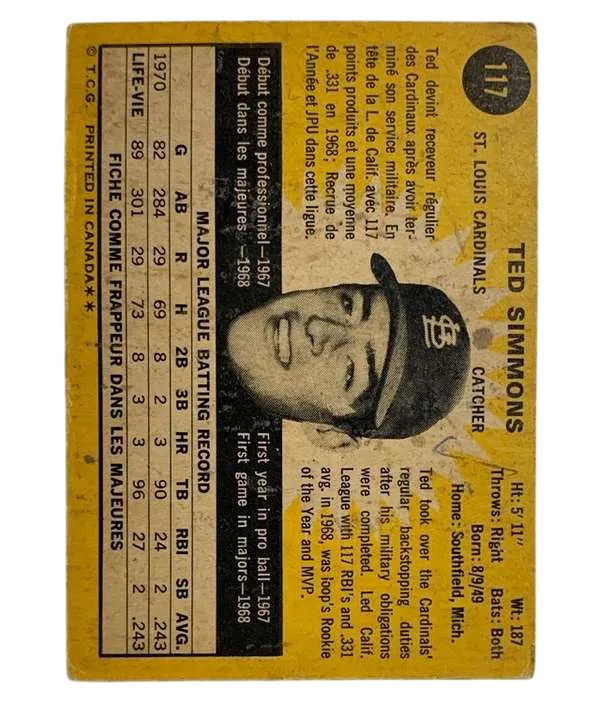 117
TED SIMMONS
ST. LOUIS CARDINALS CATCHER
Ht: 5' 11" Wt: 187
Throws: Right Bats: Both
Born: 8/9/49
Home: Southfield, Mich.
Ted devint receveur régulier
des Cardinaux après avoir ter-
miné son service militaire. En
tête de la L. de Calif. avec 117
points produits et une moyenne
de .331 en 1968; Recrue de
l'Année et JPU dans cette ligue.
Ted took over the Cardinals'
regular backstopping duties
after his military obligations
were completed. Led Calif.
League with 117 RBI's and .331
avg. in 1968, was loop's Rookie
of the Year and MVP.
Début comme professionnel—1967
Début dans les majeures —1968
First year in pro ball—1967
First game in majors—1968
MAJOR LEAGUE BATTING RECORD
G AB R H 2B 3B HR TB RBI SB AVG.
1970 82 284 29 69 8 2 3 90 24 2 .243
LIFE-VIE 89 301 29 73 8 3 3 96 27 2 .243
FICHE COMME FRAPPEUR DANS LES MAJEURES
© T.C.G. PRINTED IN CANADA**